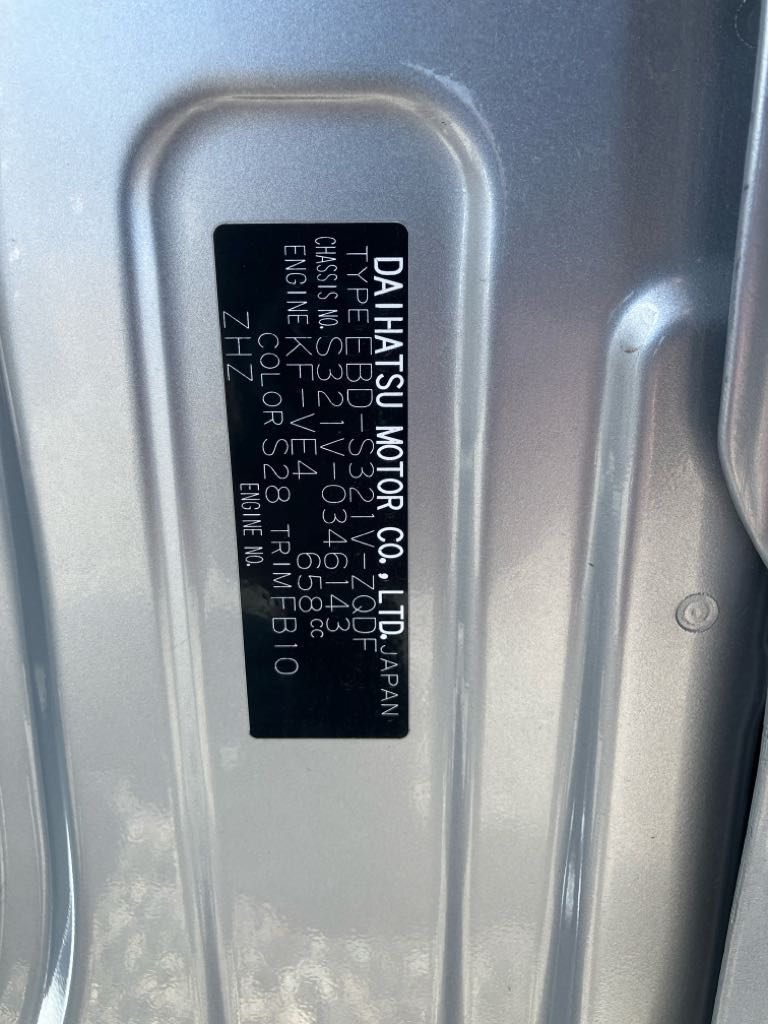 DAIHATSU MOTOR CO., LTD. JAPAN
TYPE EBD-S321V-ZQDF
CHASSIS NO. S321V-0346143
ENGINE KF-VE4 658cc
COLOR S28 TRIM FB10
ZHZ ENGINE NO.